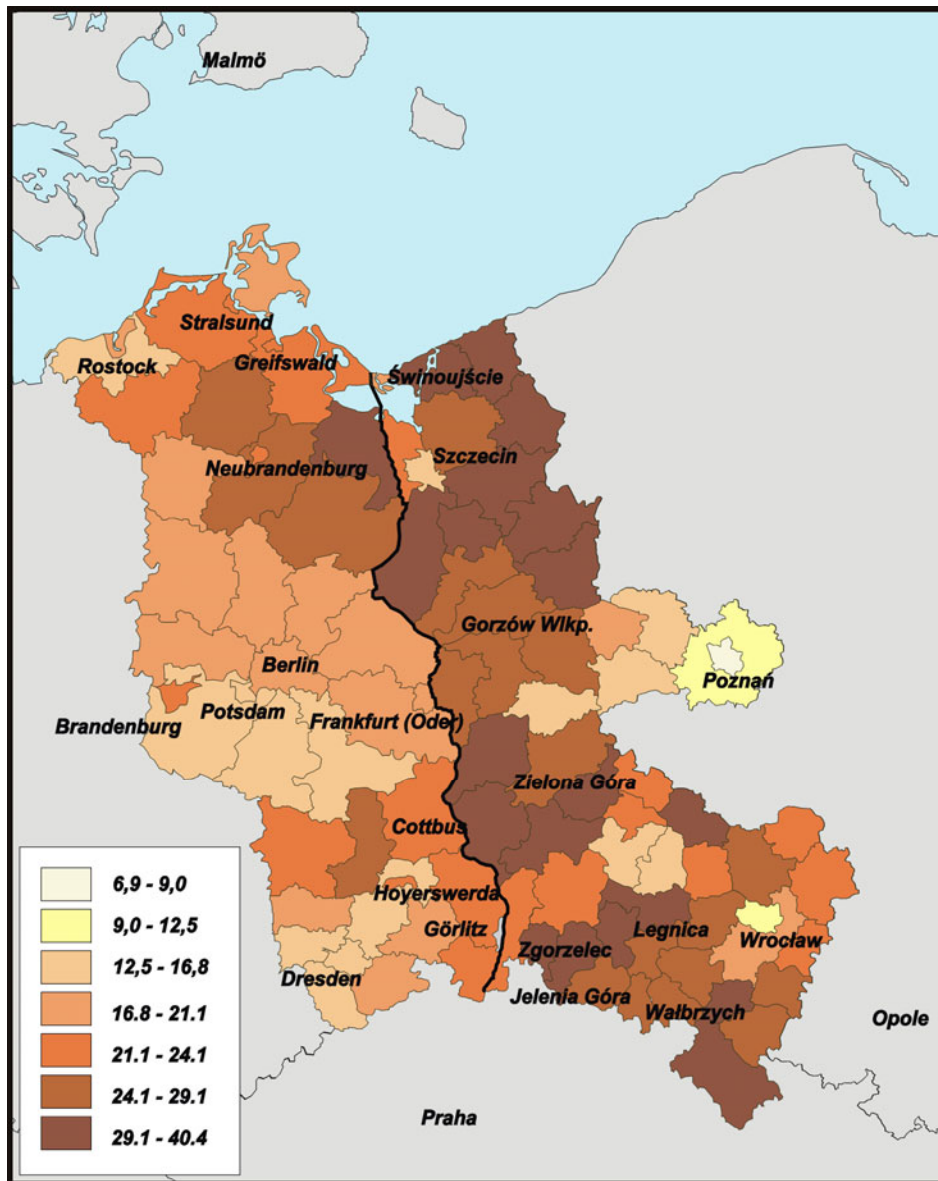 Malmö
Stralsund
Rostock
Greifswald
Świnoujście
Neubrandenburg
Szczecin
Gorzów Wlkp.
Berlin
Poznań
Brandenburg
Potsdam
Frankfurt (Oder)
Zielona Góra
Cottbus
Hoyerswerda
Görlitz
Legnica
Wrocław
Zgorzelec
Dresden
Jelenia Góra
Wałbrzych
Opole
Praha
6,9 - 9,0
9,0 - 12,5
12,5 - 16,8
16.8 - 21.1
21.1 - 24.1
24.1 - 29.1
29.1 - 40.4